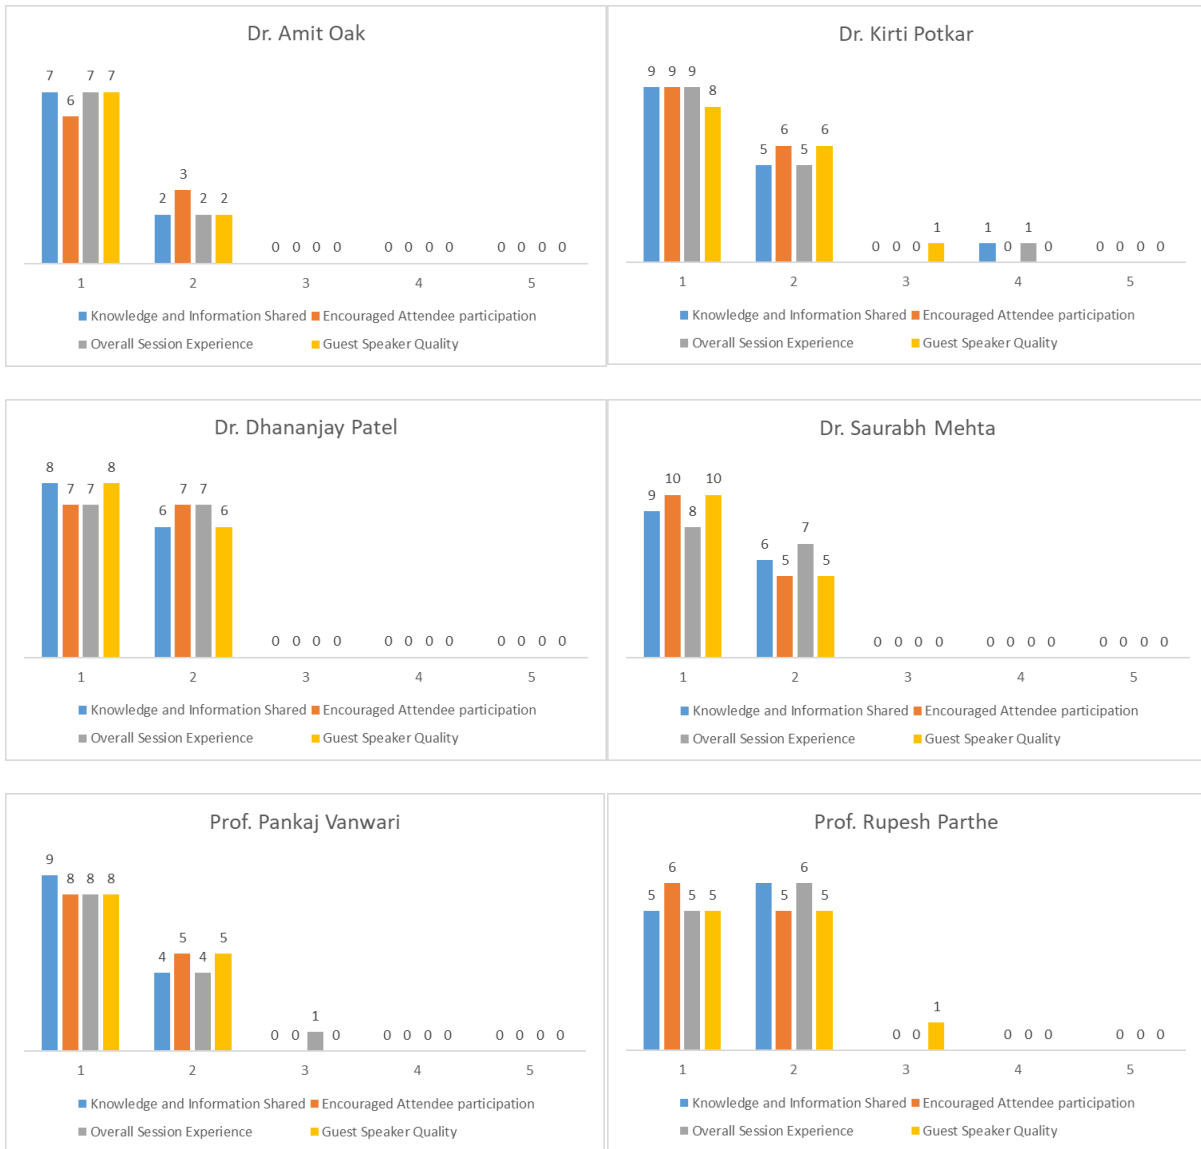 Dr. Amit Oak
7 6 7 7
2 3 2 2
0 0 0 0
0 0 0 0
0 0 0 0
1 2 3 4 5
Knowledge and Information Shared Encouraged Attendee participation
Overall Session Experience Guest Speaker Quality
Dr. Kirti Potkar
9 9 9 8
5 6 5 6
0 0 0 1
1 0 1 0
0 0 0 0
1 2 3 4 5
Knowledge and Information Shared Encouraged Attendee participation
Overall Session Experience Guest Speaker Quality
Dr. Dhananjay Patel
8 7 7 8
6 7 7 6
0 0 0 0
0 0 0 0
0 0 0 0
1 2 3 4 5
Knowledge and Information Shared Encouraged Attendee participation
Overall Session Experience Guest Speaker Quality
Dr. Saurabh Mehta
9 10 8 10
6 5 7 5
0 0 0 0
0 0 0 0
0 0 0 0
1 2 3 4 5
Knowledge and Information Shared Encouraged Attendee participation
Overall Session Experience Guest Speaker Quality
Prof. Pankaj Vanwari
9 8 8 8
4 5 4 5
0 0 1 0
0 0 0 0
0 0 0 0
1 2 3 4 5
Knowledge and Information Shared Encouraged Attendee participation
Overall Session Experience Guest Speaker Quality
Prof. Rupesh Parthe
5 6 5 5
5 6 5
0 0 1
0 0 0
0 0 0
1 2 3 4 5
Knowledge and Information Shared Encouraged Attendee participation
Overall Session Experience Guest Speaker Quality